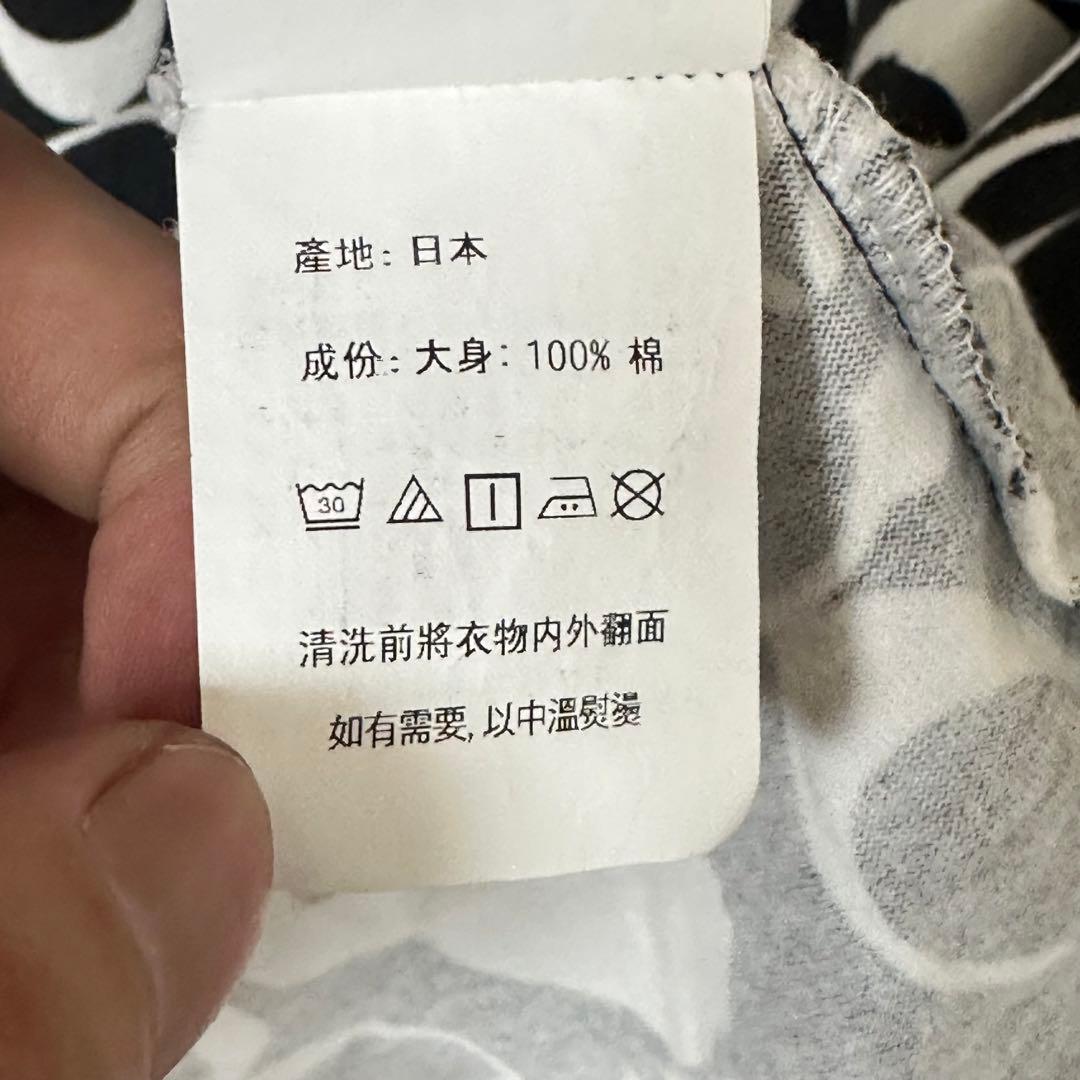 產地: 日本
成份: 大身: 100% 棉
30
清洗前將衣物内外翻面
如有需要, 以中溫熨燙